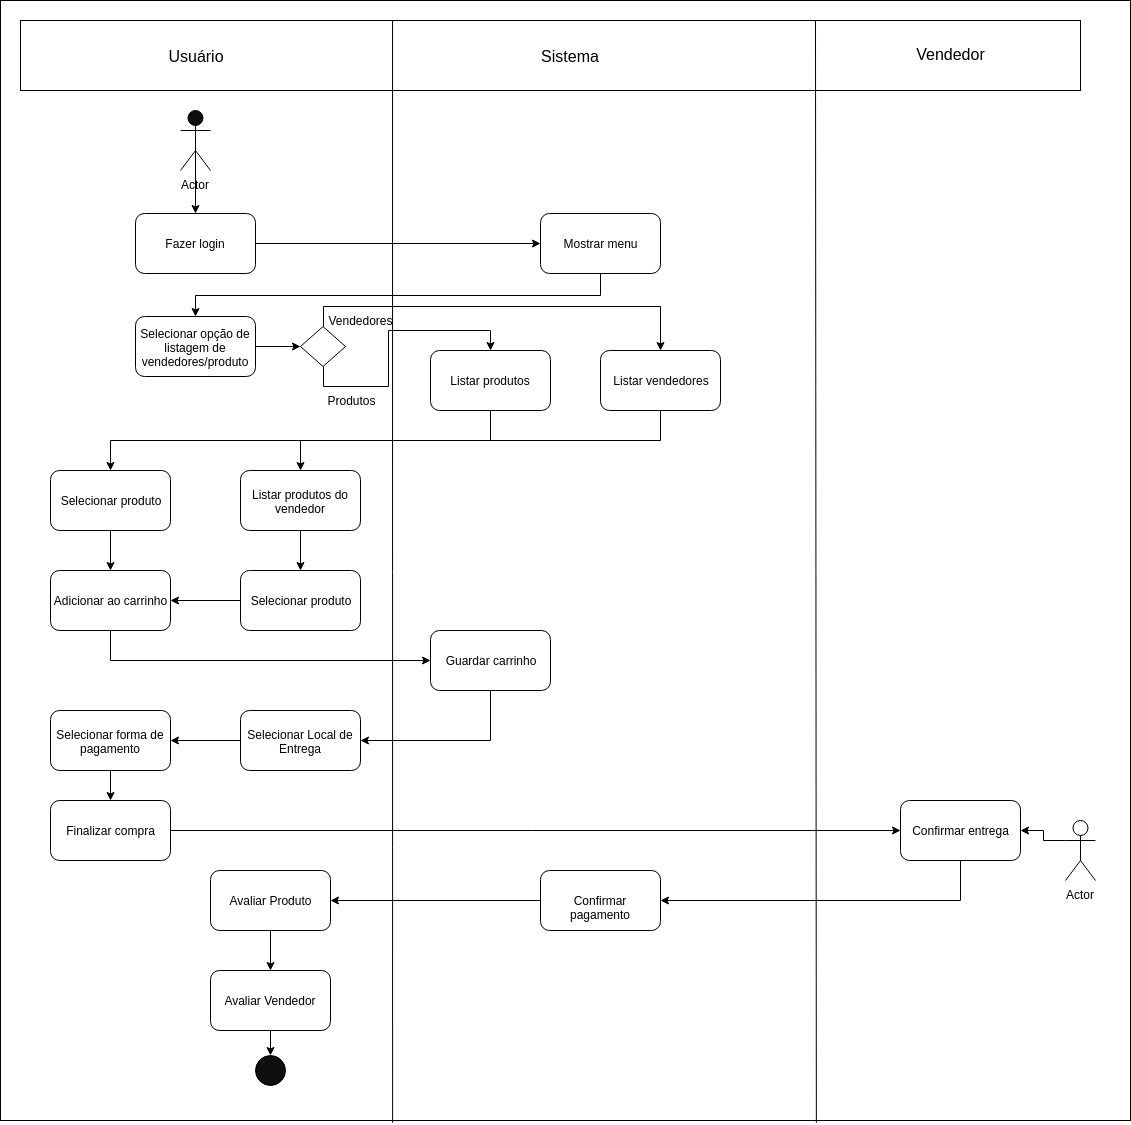 Usuário
Sistema
Vendedor
Actor
Fazer login
Mostrar menu
Vendedores
Selecionar opção de
listagem de
vendedores/produto
Listar produtos
Listar vendedores
Produtos
Selecionar produto
Listar produtos do
vendedor
Adicionar ao carrinho
Selecionar produto
Guardar carrinho
Selecionar forma de
pagamento
Selecionar Local de
Entrega
Finalizar compra
Confirmar entrega
Actor
Avaliar Produto
Confirmar
pagamento
Avaliar Vendedor